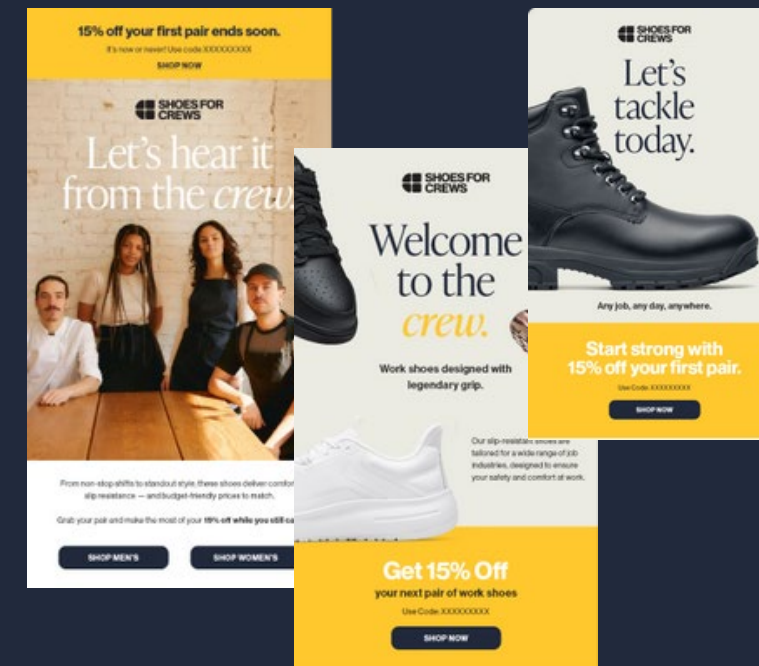 15% off your first pair ends soon.
It's now or never! Use code XXXXXXXXX
SHOP NOW
SHOES FOR
CREWS
Let's hear it
from the crew.
From non-stop shifts to standout style, these shoes deliver
slip resistance — and budget-friendly prices to match.
Grab your pair and make the most of your 15% off while you still
SHOP MEN'S
SHOP WOMEN'S
SHOES FOR
CREWS
Welcome
to the
crew.
Work shoes designed with
legendary grip.
Our slip-resistant shoes are
tailored for a wide range of job
industries, designed to ensure
your safety and comfort at work.
Get 15% Off
your next pair of work shoes
Use Code: XXXXXXXXX
SHOP NOW
SHOES FOR
CREWS
Let's
tackle
today.
Any job, any day, anywhere.
Start strong with
15% off your first pair.
Use Code: XXXXXXXXX
SHOP NOW